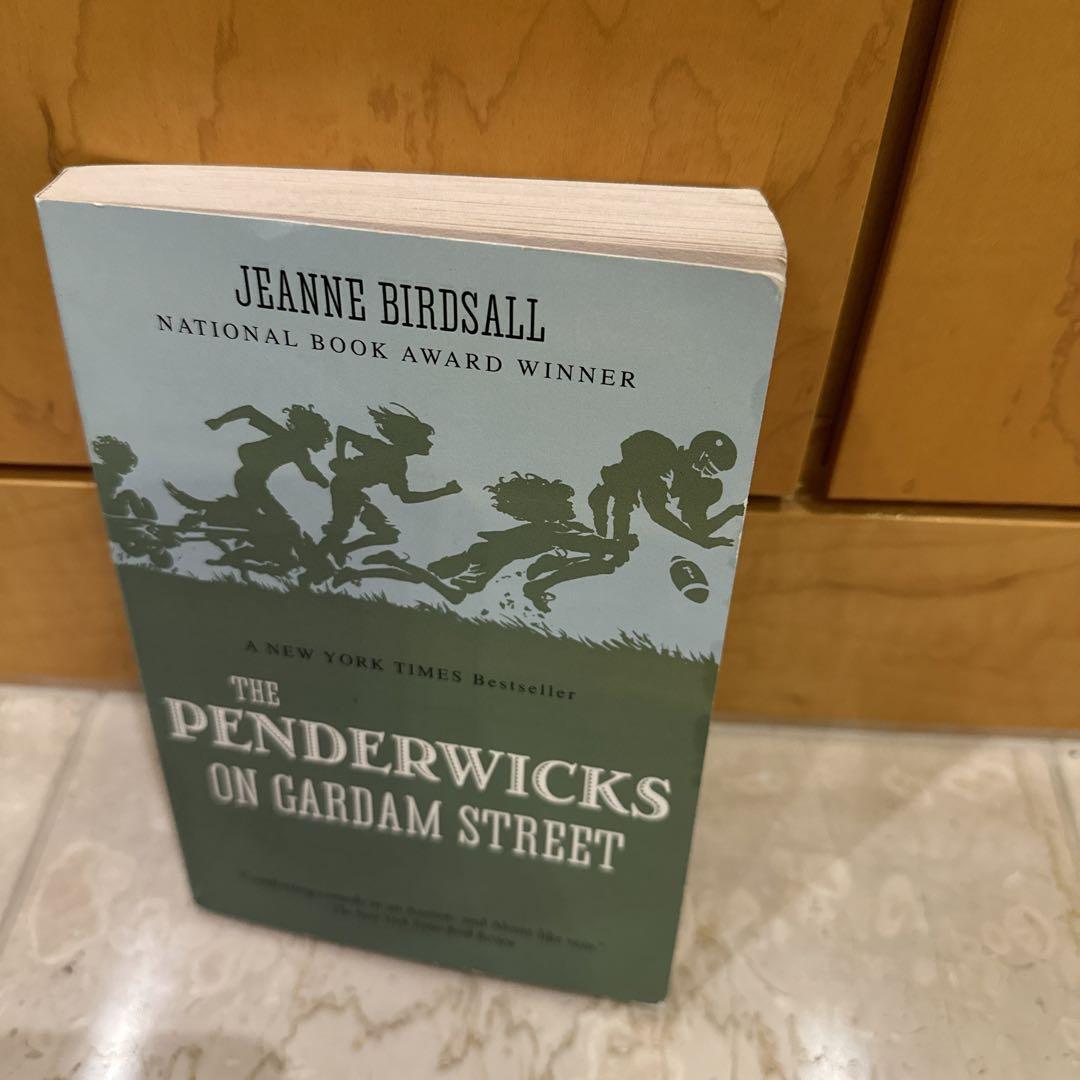 JEANNE BIRDSALL
NATIONAL BOOK AWARD WINNER
A NEW YORK TIMES Bestseller
THE
PENDERWICKS
ON GARDAM STREET